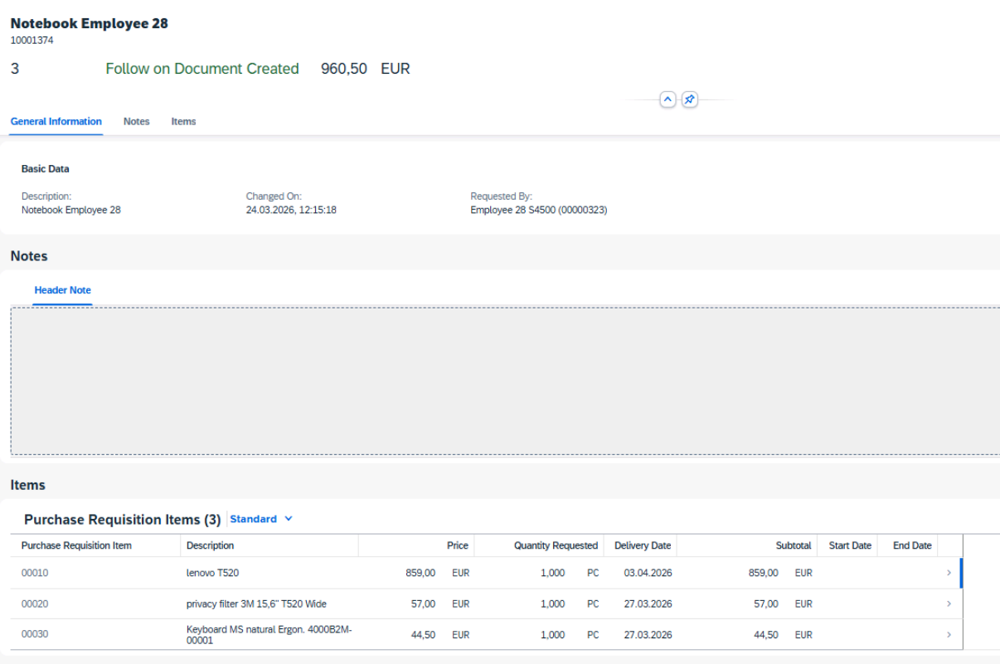 Notebook Employee 28
10001374
3 Follow on Document Created 960,50 EUR
General Information Notes Items
Basic Data
Description: Changed On: Requested By:
Notebook Employee 28 24.03.2026, 12:15:18 Employee 28 S4500 (00000323)
Notes
Header Note
Items
Purchase Requisition Items (3) Standard
Purchase Requisition Item Description Price Quantity Requested Delivery Date Subtotal Start Date End Date
00010 lenovo T520 859,00 EUR 1,000 PC 03.04.2026 859,00 EUR
00020 privacy filter 3M 15,6" T520 Wide 57,00 EUR 1,000 PC 27.03.2026 57,00 EUR
00030 Keyboard MS natural Ergon. 4000B2M-
00001 44,50 EUR 1,000 PC 27.03.2026 44,50 EUR